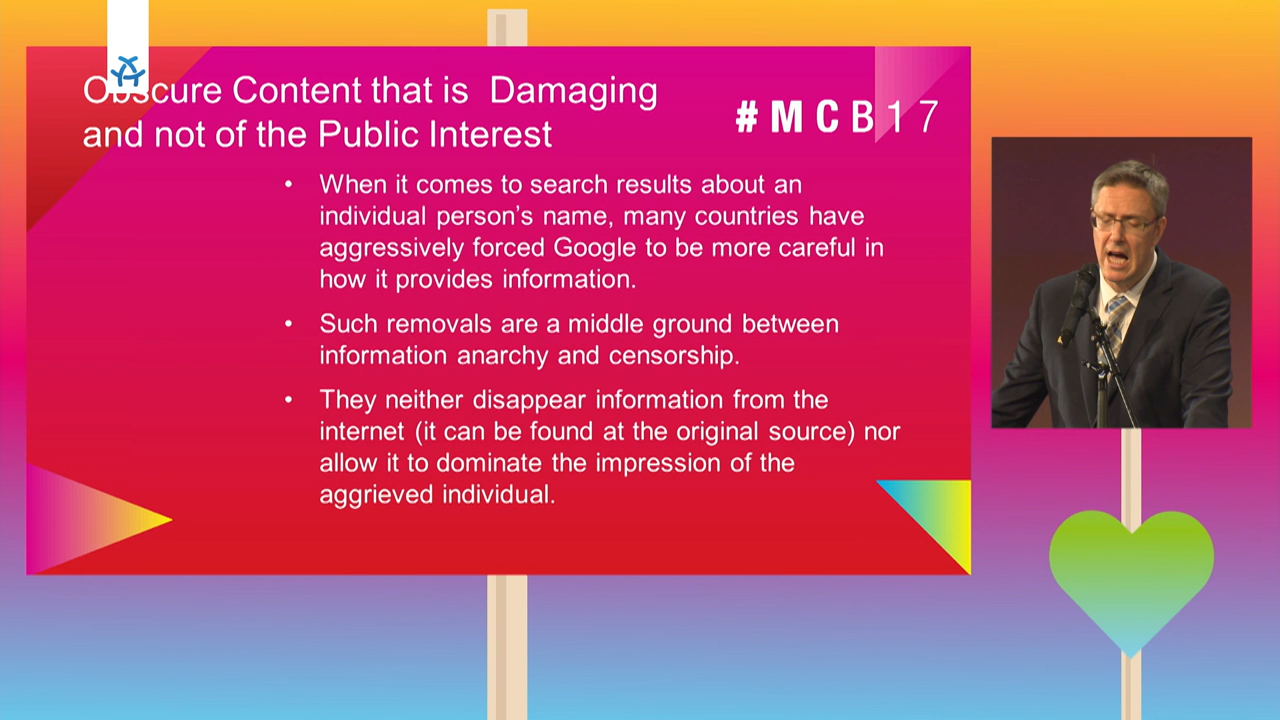 Obscure Content that is  Damaging
and not of the Public Interest
#MCB17
• When it comes to search results about an
individual person's name, many countries have
aggressively forced Google to be more careful in
how it provides information.
• Such removals are a middle ground between
information anarchy and censorship.
• They neither disappear information from the
internet (it can be found at the original source) nor
allow it to dominate the impression of the
aggrieved individual.